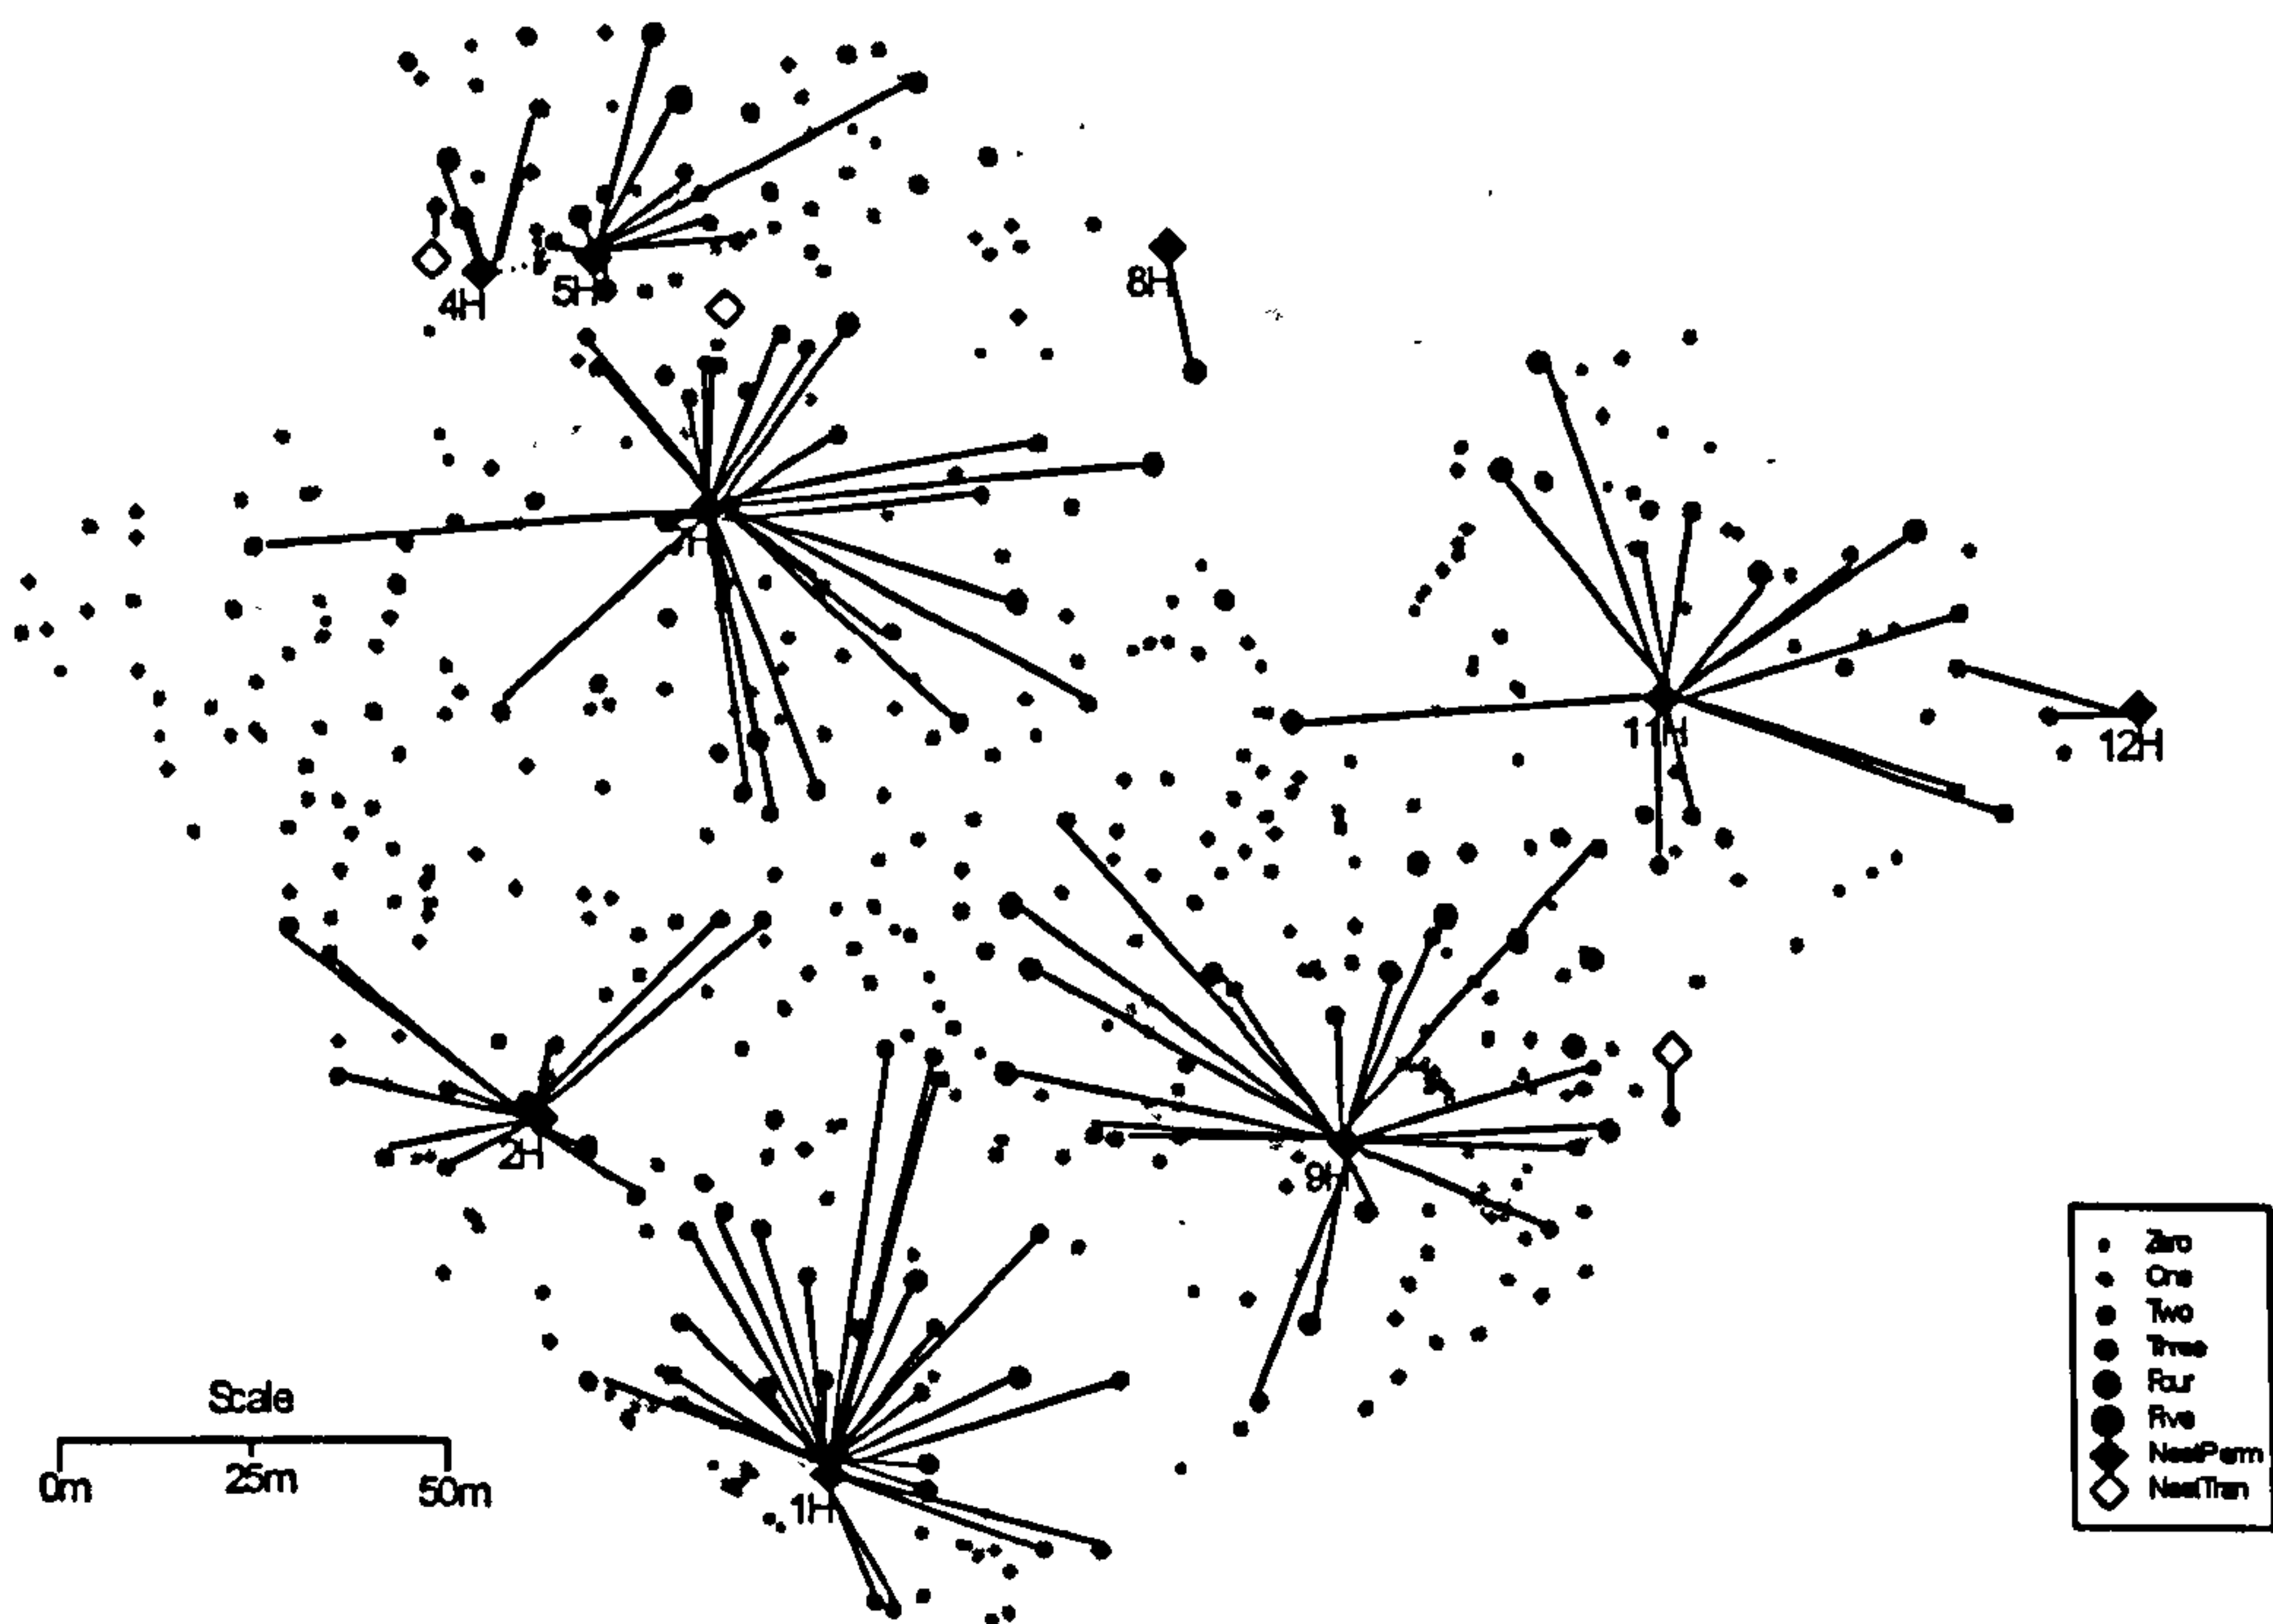 4H
5H
8H
11H
12H
2H
9H
1H
Scale
0m
25m
50m
Zero
One
Two
Three
Four
Five
NestPerm
NestTran